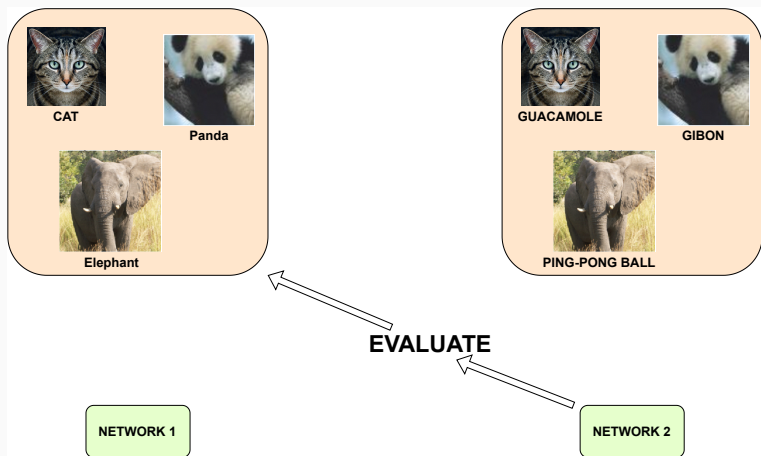 CAT
Panda
Elephant
GUACAMOLE
GIBON
PING-PONG BALL
EVALUATE
NETWORK 1
NETWORK 2